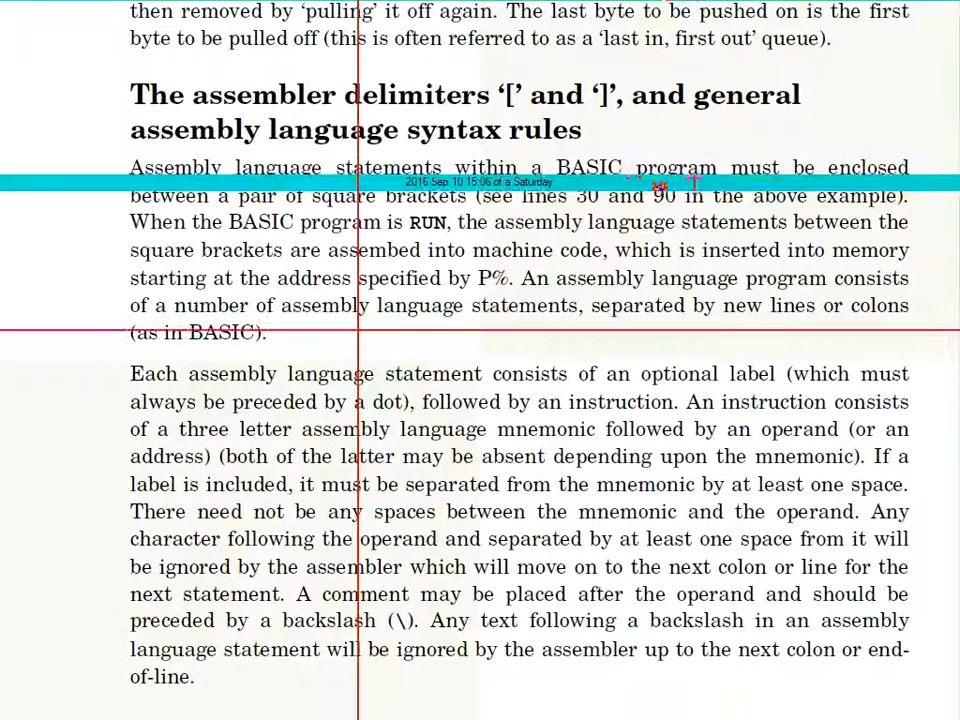 then removed by ‘pulling’ it off again. The last byte to be pushed on is the first
byte to be pulled off (this is often referred to as a ‘last in, first out’ queue).
The assembler delimiters ‘[’ and ‘]’, and general
assembly language syntax rules
Assembly language statements within a BASIC program must be enclosed
2016 Sep 10 15:06 of a Saturday
between a pair of square brackets (see lines 30 and 90 in the above example).
When the BASIC program is RUN, the assembly language statements between the
square brackets are assembed into machine code, which is inserted into memory
starting at the address specified by P%. An assembly language program consists
of a number of assembly language statements, separated by new lines or colons
(as in BASIC).
Each assembly language statement consists of an optional label (which must
always be preceded by a dot), followed by an instruction. An instruction consists
of a three letter assembly language mnemonic followed by an operand (or an
address) (both of the latter may be absent depending upon the mnemonic). If a
label is included, it must be separated from the mnemonic by at least one space.
There need not be any spaces between the mnemonic and the operand. Any
character following the operand and separated by at least one space from it will
be ignored by the assembler which will move on to the next colon or line for the
next statement. A comment may be placed after the operand and should be
preceded by a backslash (\). Any text following a backslash in an assembly
language statement will be ignored by the assembler up to the next colon or end-
of-line.